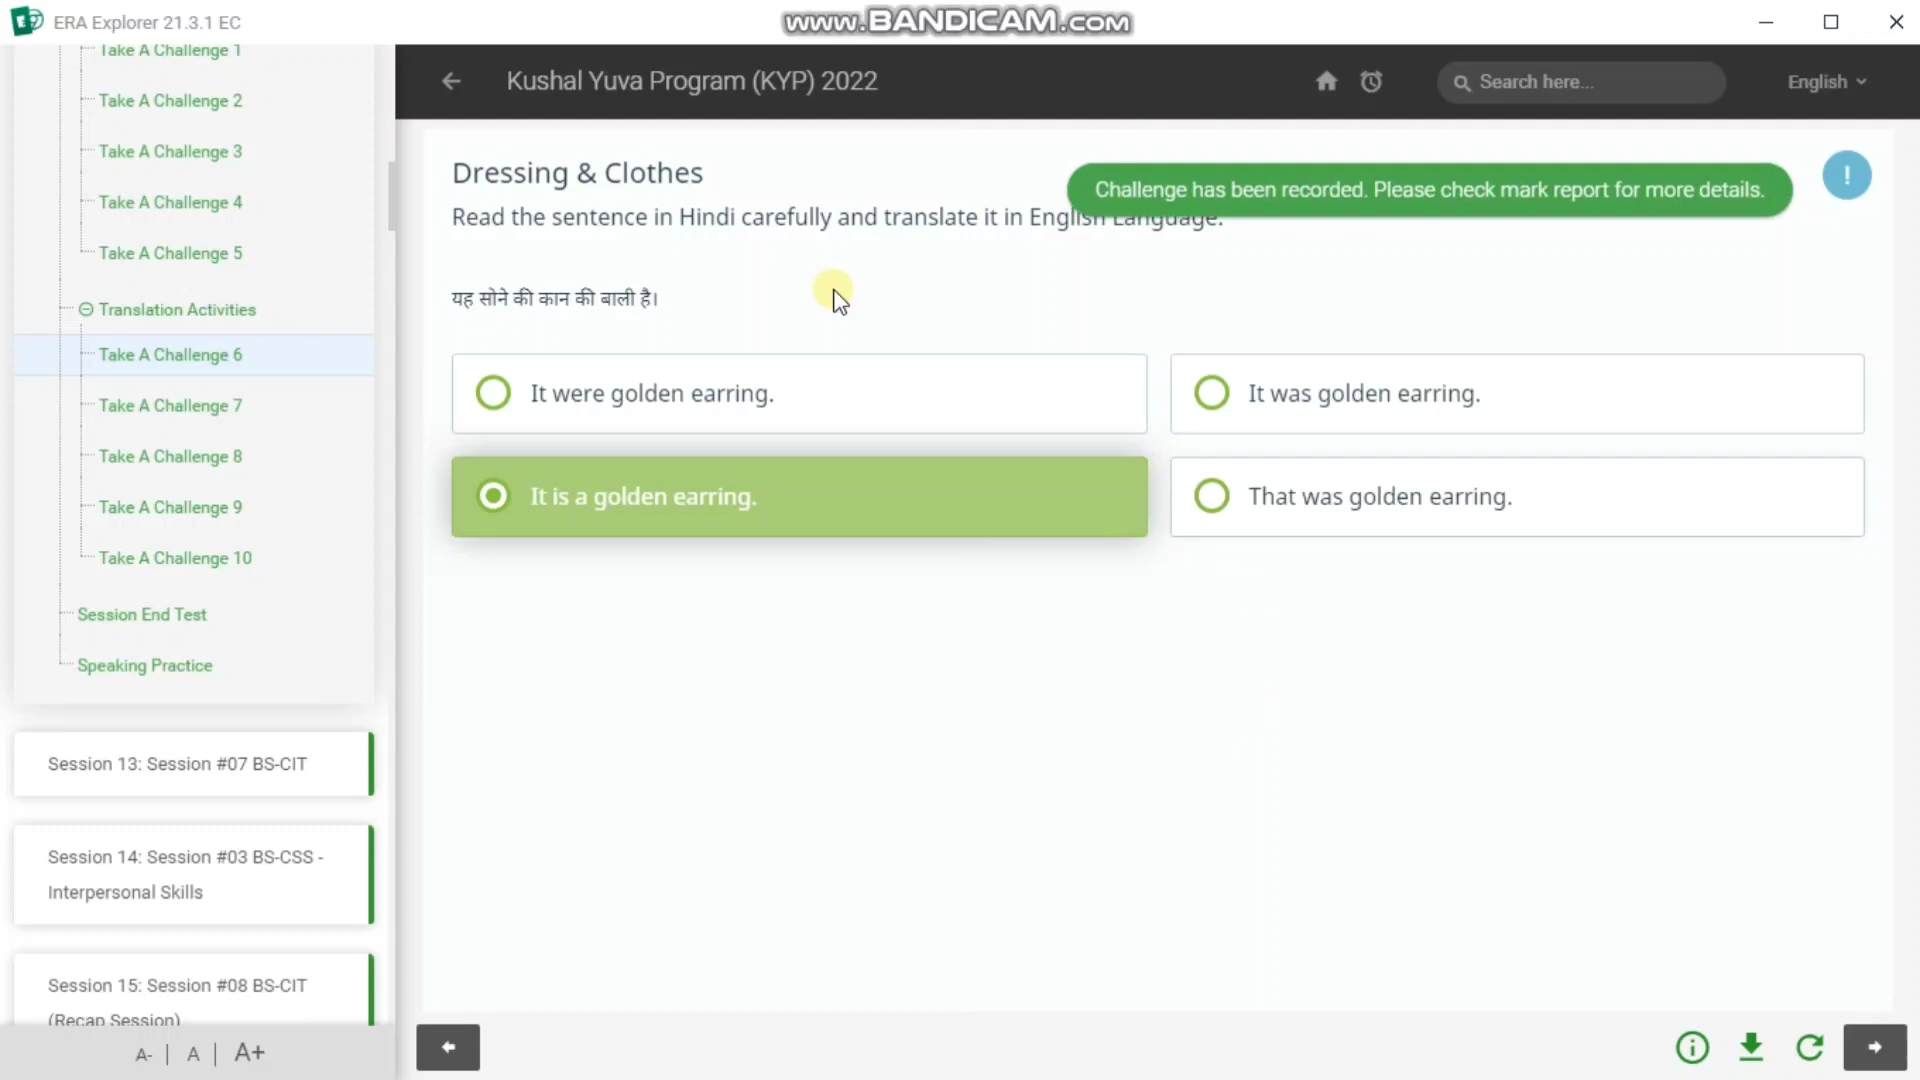 ERA Explorer 21.3.1 EC
www.BANDICAM.com
Take A Challenge 1
Take A Challenge 2
Take A Challenge 3
Take A Challenge 4
Take A Challenge 5
Translation Activities
Take A Challenge 6
Take A Challenge 7
Take A Challenge 8
Take A Challenge 9
Take A Challenge 10
Session End Test
Speaking Practice
Session 13: Session #07 BS-CIT
Session 14: Session #03 BS-CSS -
Interpersonal Skills
Session 15: Session #08 BS-CIT
(Recap Session)
A- | A | A+
Kushal Yuva Program (KYP) 2022
Search here...
English
Dressing & Clothes
Challenge has been recorded. Please check mark report for more details.
!
Read the sentence in Hindi carefully and translate it in English Language.
यह सोने की कान की बाली है।
It were golden earring.
It was golden earring.
It is a golden earring.
That was golden earring.